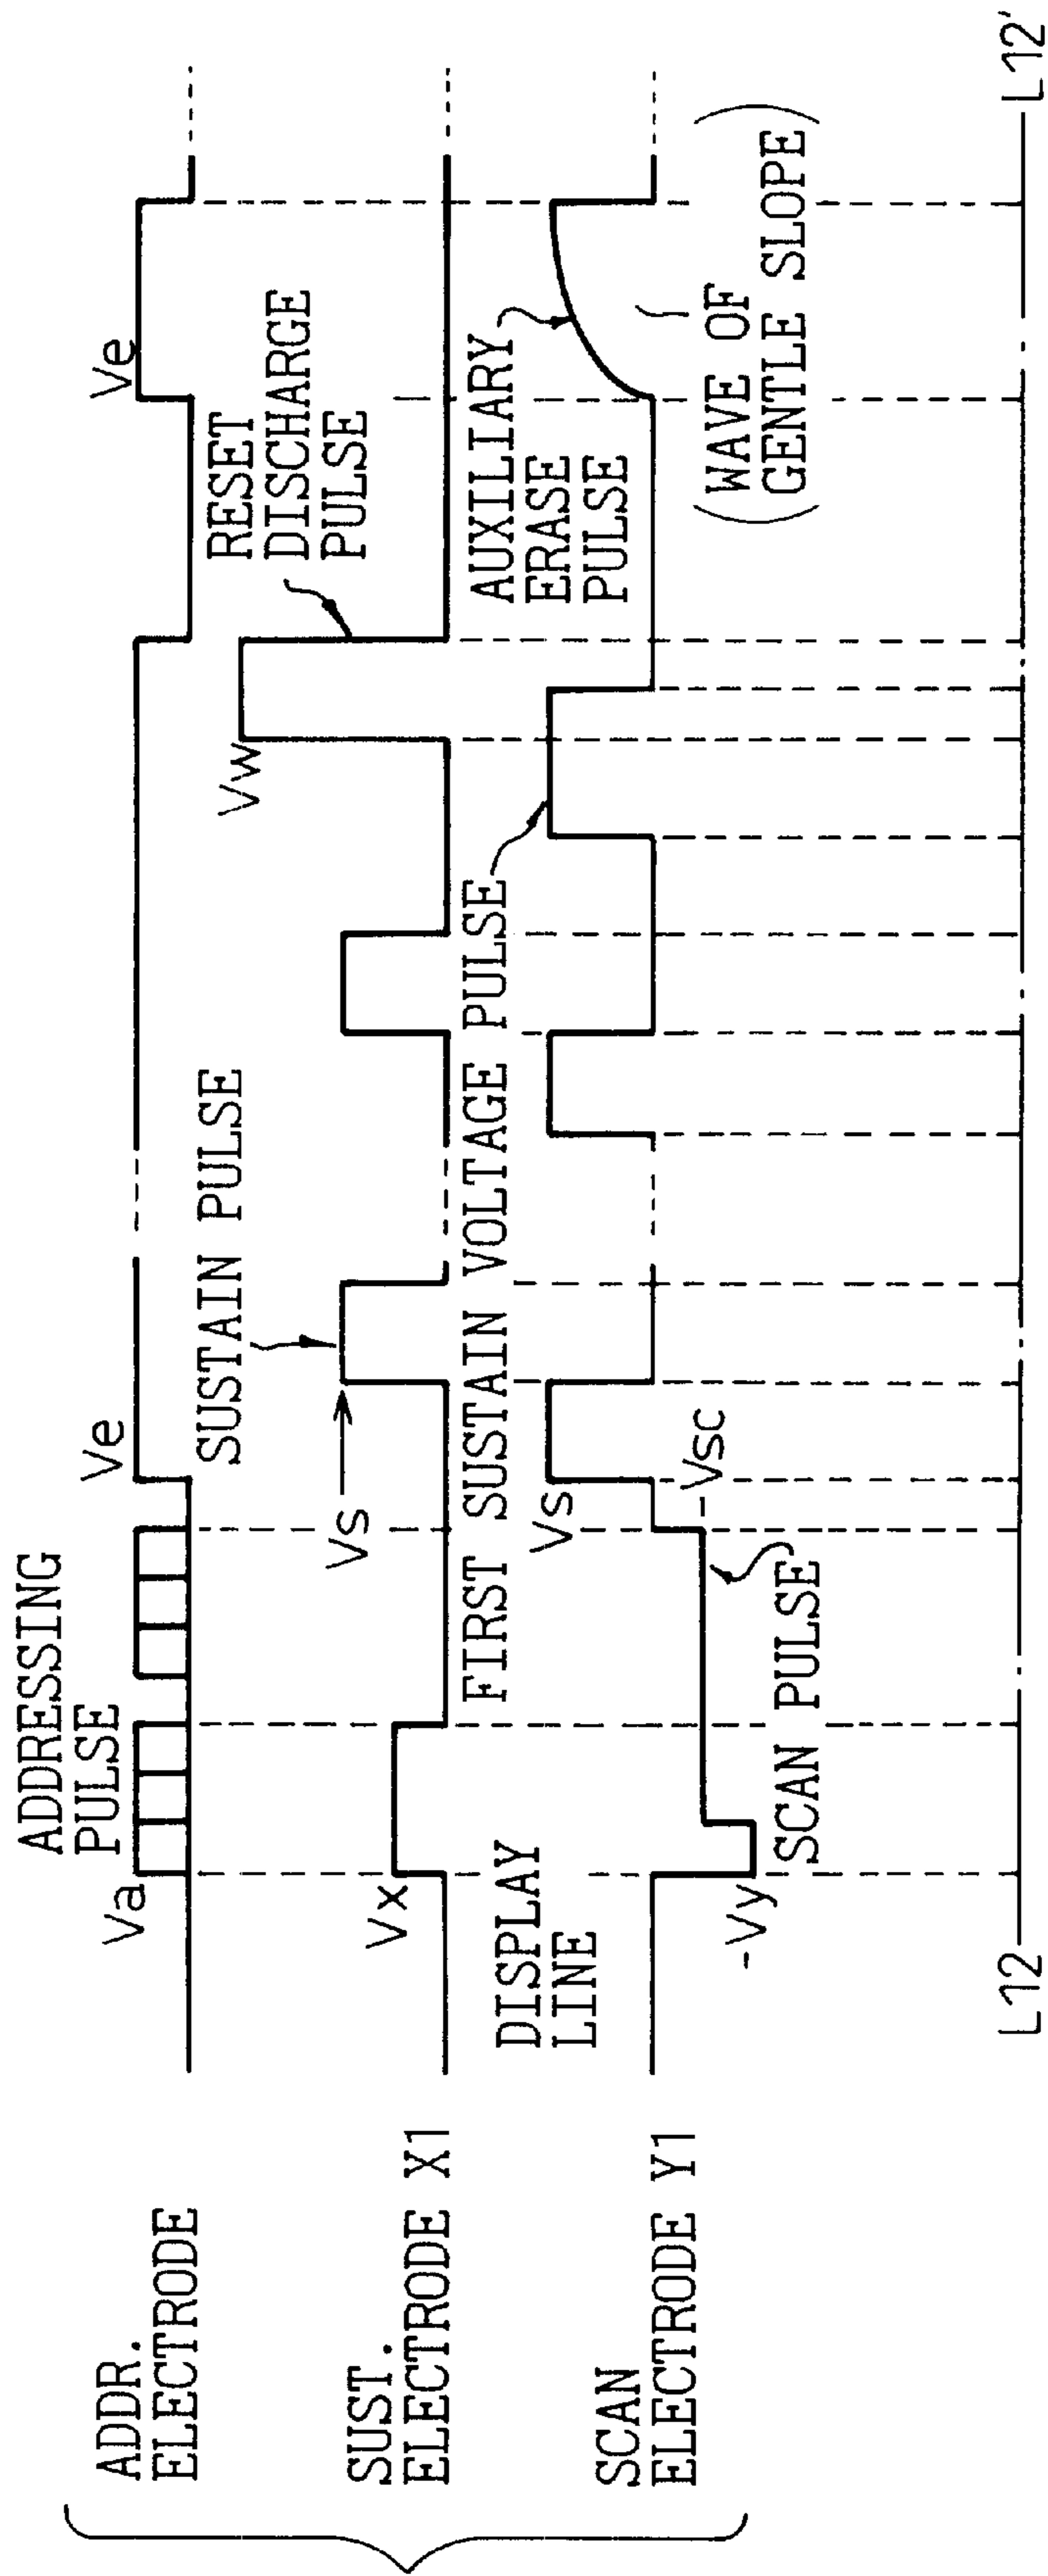 ADDR.
ELECTRODE
SUST.
ELECTRODE X1
SCAN
ELECTRODE Y1
ADDRESSING
PULSE
Va
Ve
Ve
SUSTAIN PULSE
RESET
DISCHARGE
PULSE
Vx
Vs
Vw
DISPLAY
LINE
FIRST SUSTAIN VOLTAGE PULSE
AUXILIARY
ERASE
PULSE
Vs
-Vsc
-Vy
SCAN PULSE
(WAVE OF
GENTLE SLOPE)
L12
L12'